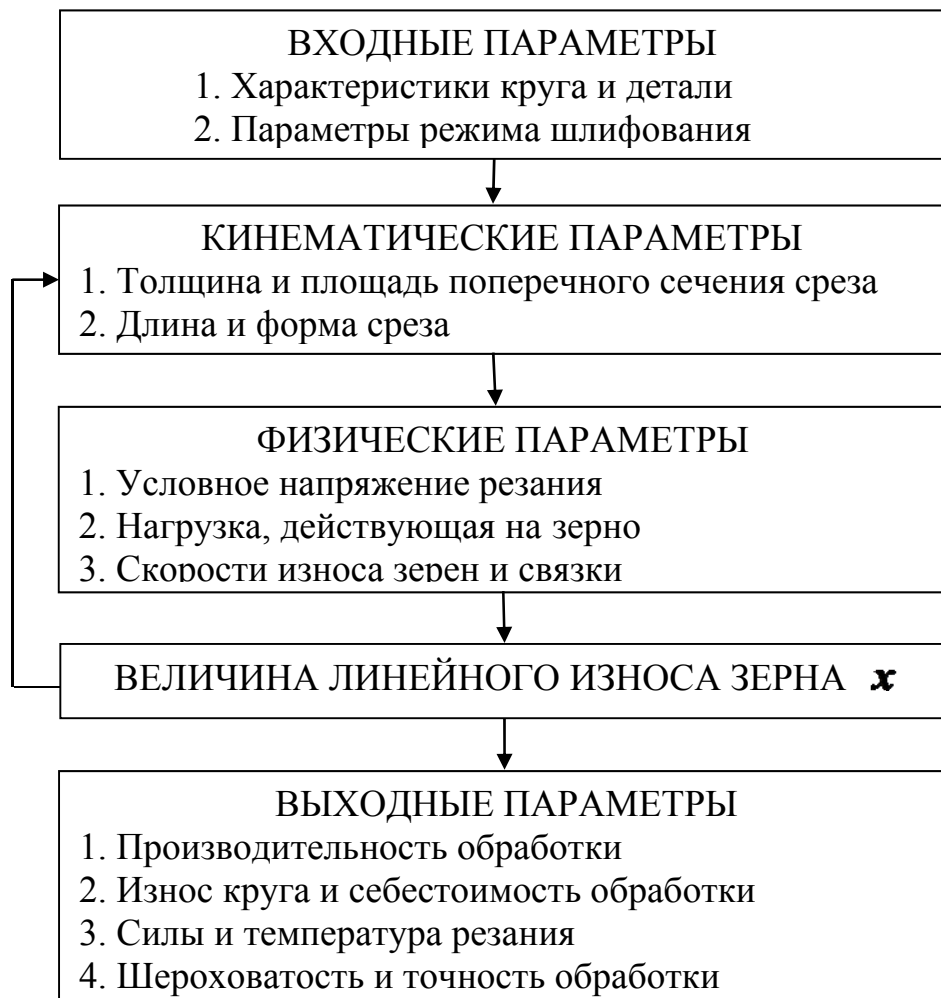 ВХОДНЫЕ ПАРАМЕТРЫ
1. Характеристики круга и детали
2. Параметры режима шлифования
КИНЕМАТИЧЕСКИЕ ПАРАМЕТРЫ
1. Толщина и площадь поперечного сечения среза
2. Длина и форма среза
ФИЗИЧЕСКИЕ ПАРАМЕТРЫ
1. Условное напряжение резания
2. Нагрузка, действующая на зерно
3. Скорости износа зерен и связки
ВЕЛИЧИНА ЛИНЕЙНОГО ИЗНОСА ЗЕРНА x
ВЫХОДНЫЕ ПАРАМЕТРЫ
1. Производительность обработки
2. Износ круга и себестоимость обработки
3. Силы и температура резания
4. Шероховатость и точность обработки